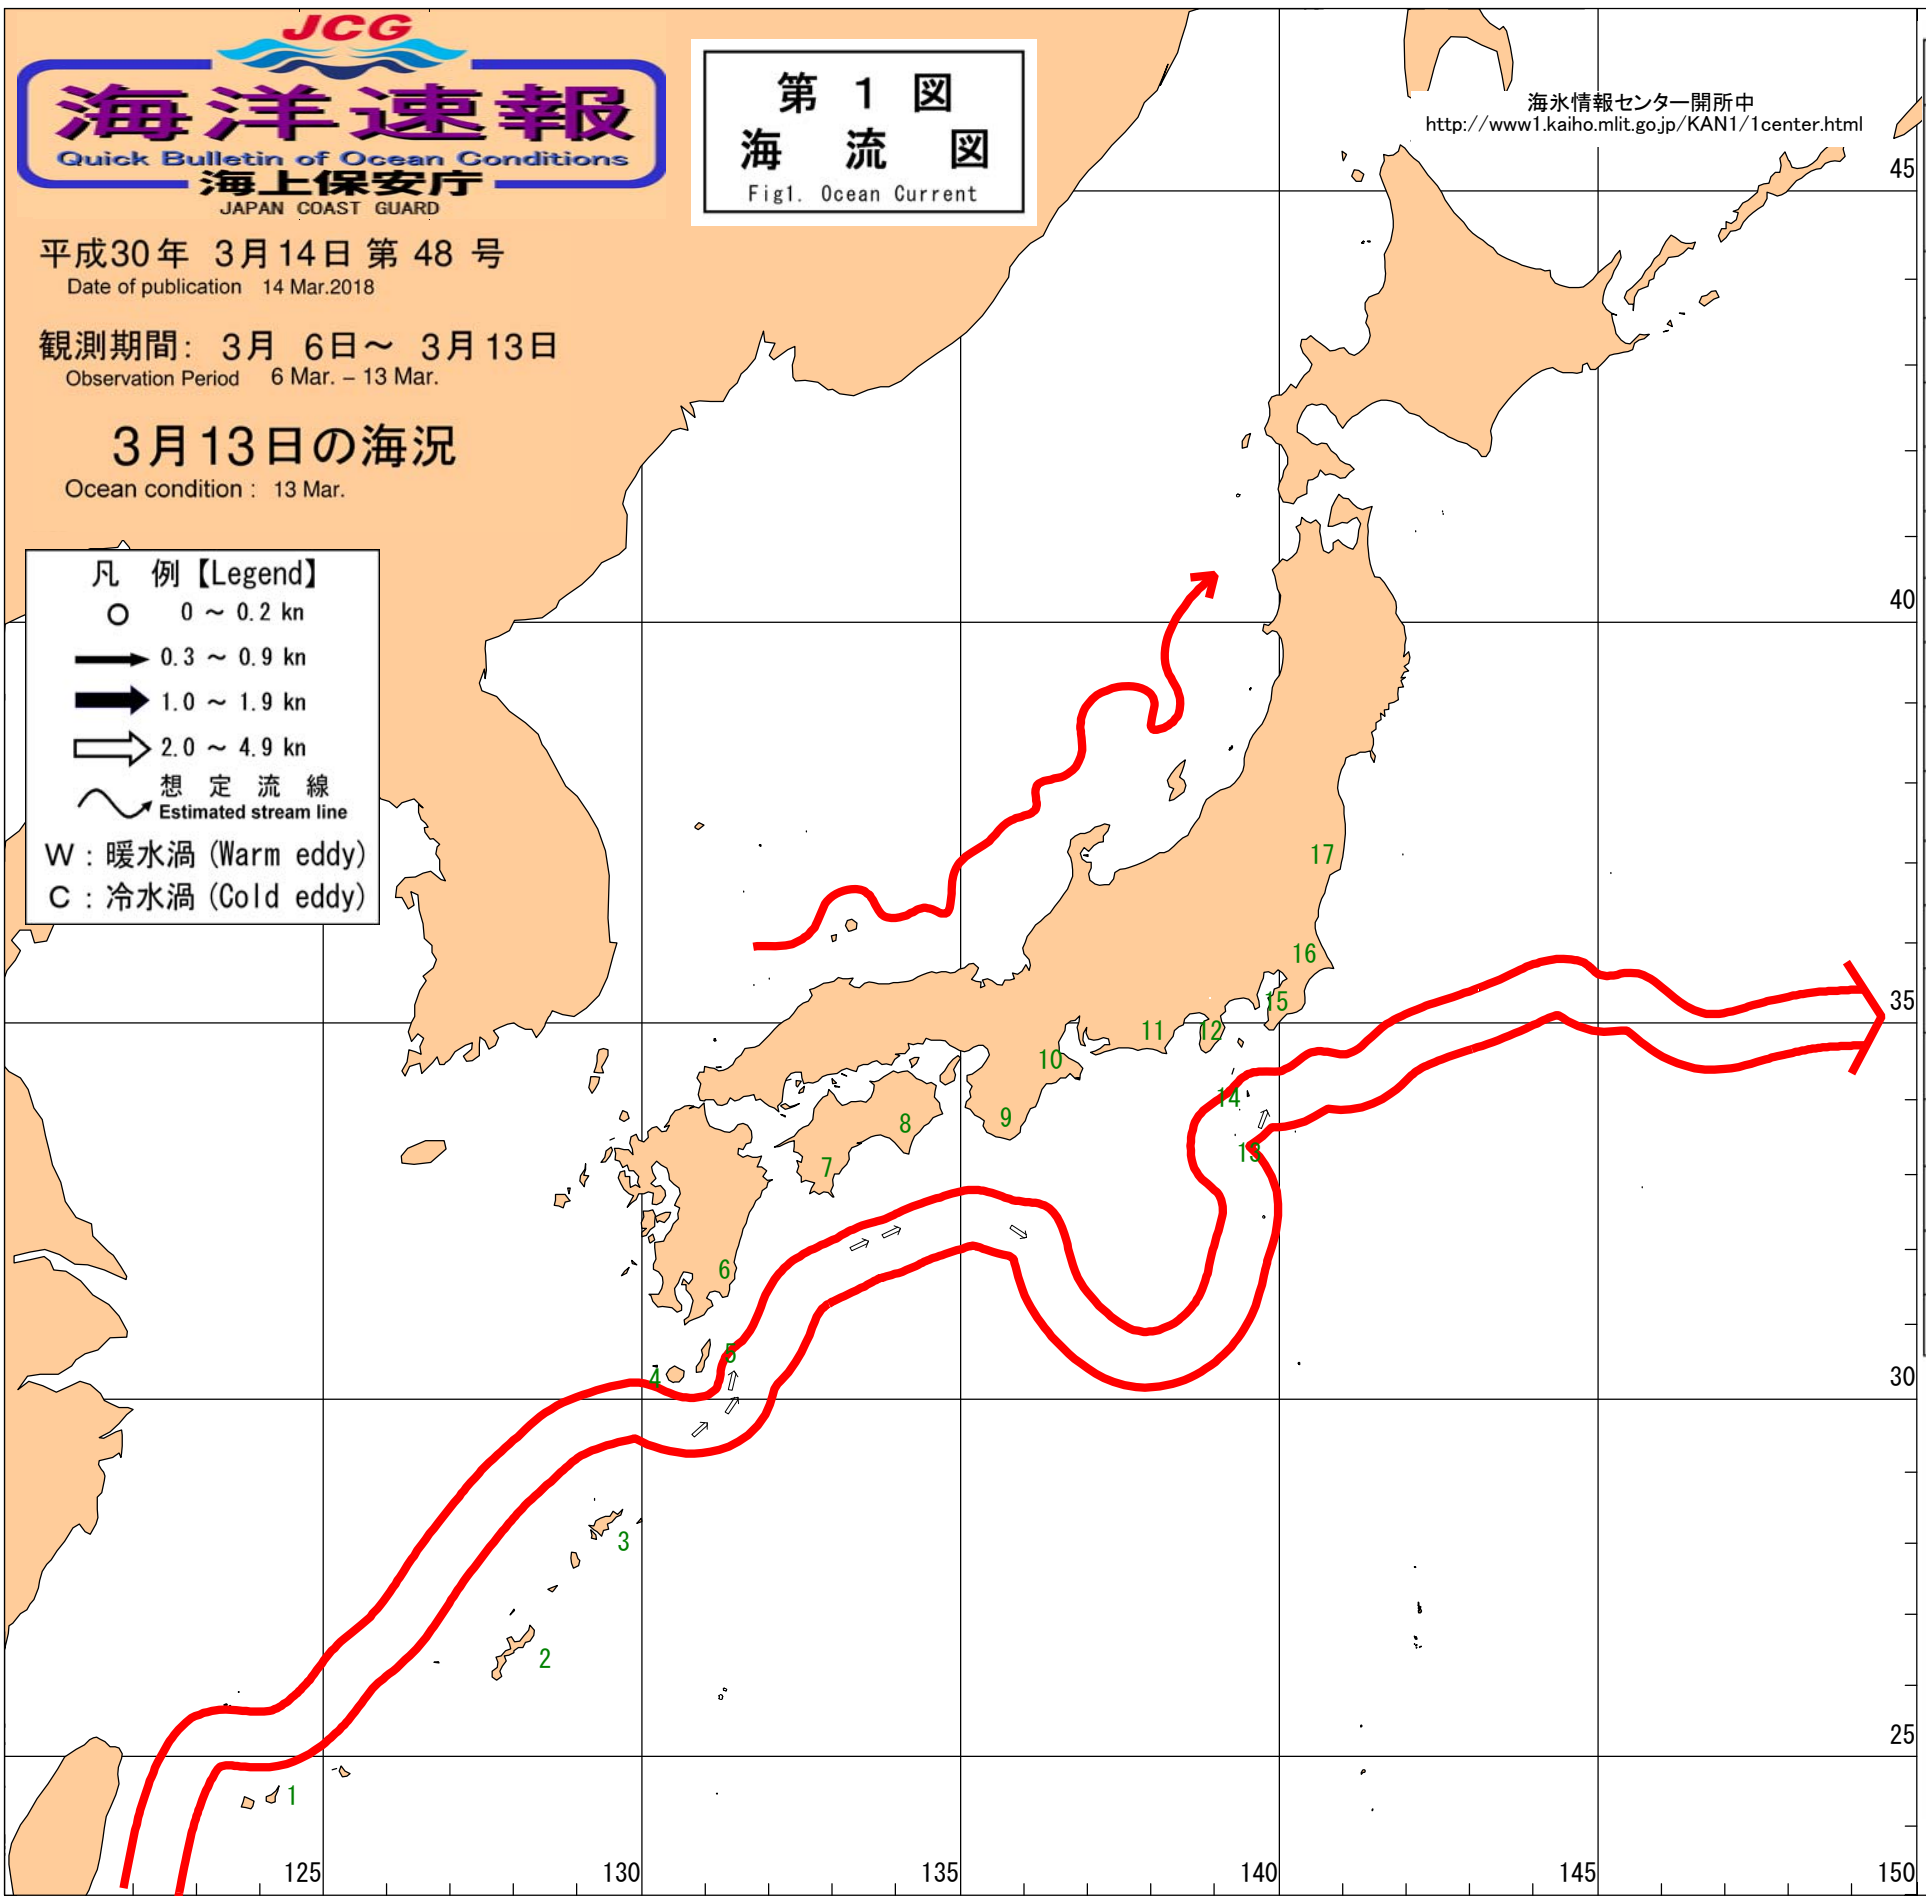 JCG
海洋速報
Quick Bulletin of Ocean Conditions
海上保安庁
JAPAN COAST GUARD
第 1 図
海 流 図
Fig1. Ocean Current
海氷情報センター開所中
http://www1.kaiho.mlit.go.jp/KAN1/1center.html
平成30年 3月14日 第 48 号
Date of publication 14 Mar.2018
観測期間: 3月 6日～ 3月13日
Observation Period 6 Mar. – 13 Mar.
3月13日の海況
Ocean condition : 13 Mar.
凡 例【Legend】
0 ～ 0.2 kn
0.3 ～ 0.9 kn
1.0 ～ 1.9 kn
2.0 ～ 4.9 kn
想 定 流 線
Estimated stream line
W : 暖水渦 (Warm eddy)
C : 冷水渦 (Cold eddy)
45
40
35
30
25
17
16
15
11
12
10
14
9
8
13
7
6
5
4
3
2
1
125
130
135
140
145
150